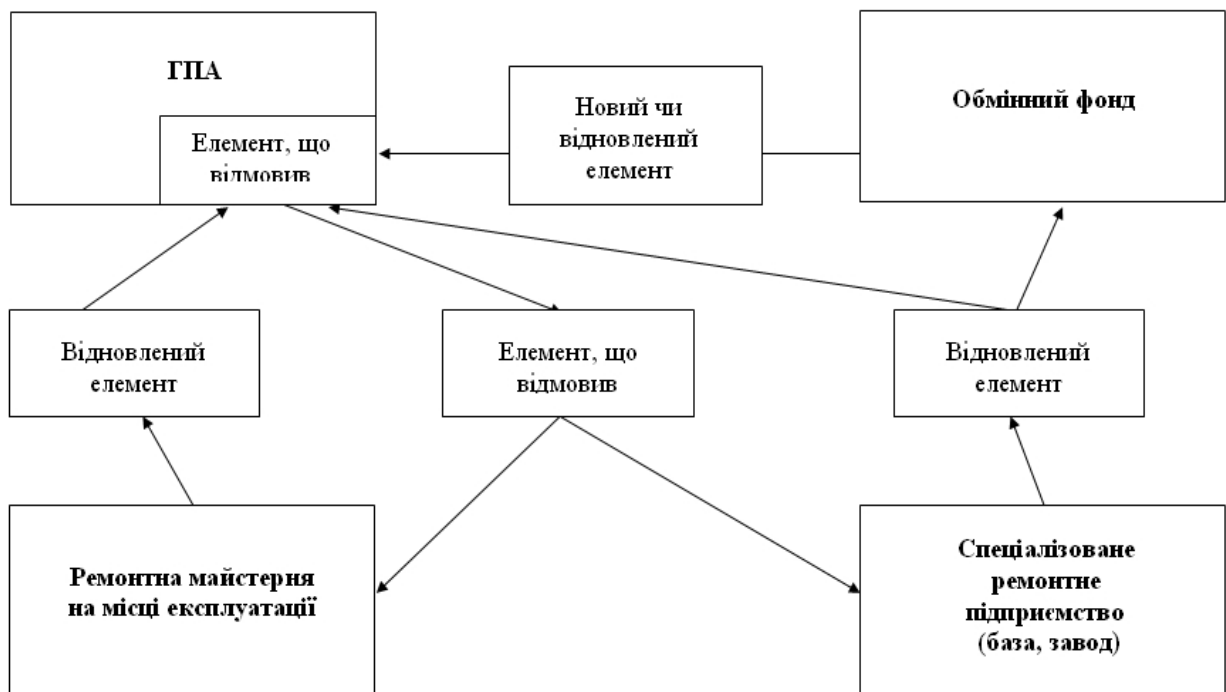 ГПА
Елемент, що
відмовив
Новий чи
відновлений
елемент
Обмінний фонд
Відновлений
елемент
Елемент, що
відмовив
Відновлений
елемент
Ремонтна майстерня
на місці експлуатації
Спеціалізоване
ремонтне
підприємство
(база, завод)